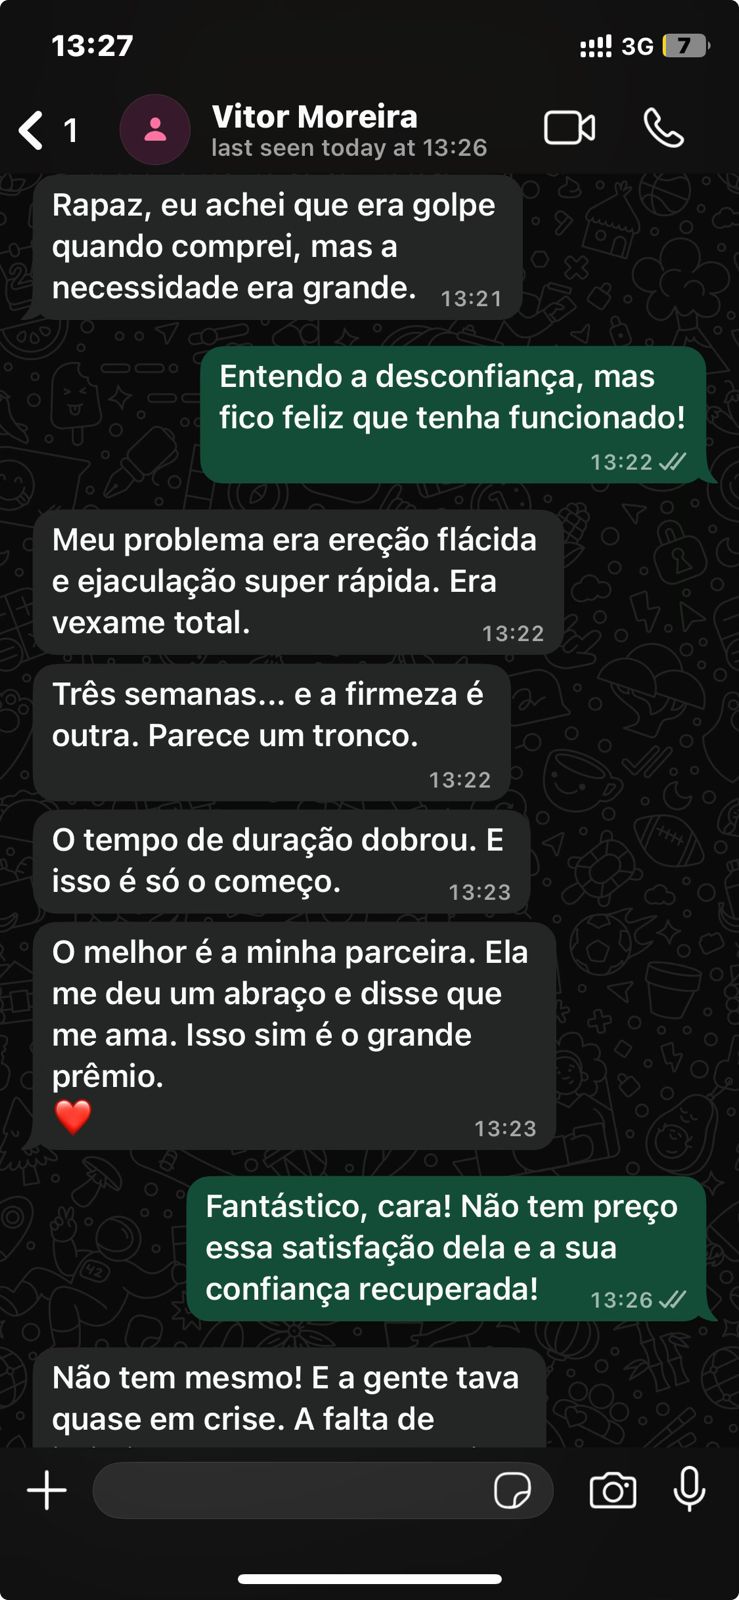 13:27
3G
7
1
Vitor Moreira
last seen today at 13:26
Rapaz, eu achei que era golpe
quando comprei, mas a
necessidade era grande.
13:21
Entendo a desconfiança, mas
fico feliz que tenha funcionado!
13:22
Meu problema era ereção flácida
e ejaculação super rápida. Era
vexame total.
13:22
Três semanas... e a firmeza é
outra. Parece um tronco.
13:22
O tempo de duração dobrou. E
isso é só o começo.
13:23
O melhor é a minha parceira. Ela
me deu um abraço e disse que
me ama. Isso sim é o grande
prêmio.
❤️
13:23
Fantástico, cara! Não tem preço
essa satisfação dela e a sua
confiança recuperada!
13:26
Não tem mesmo! E a gente tava
quase em crise. A falta de